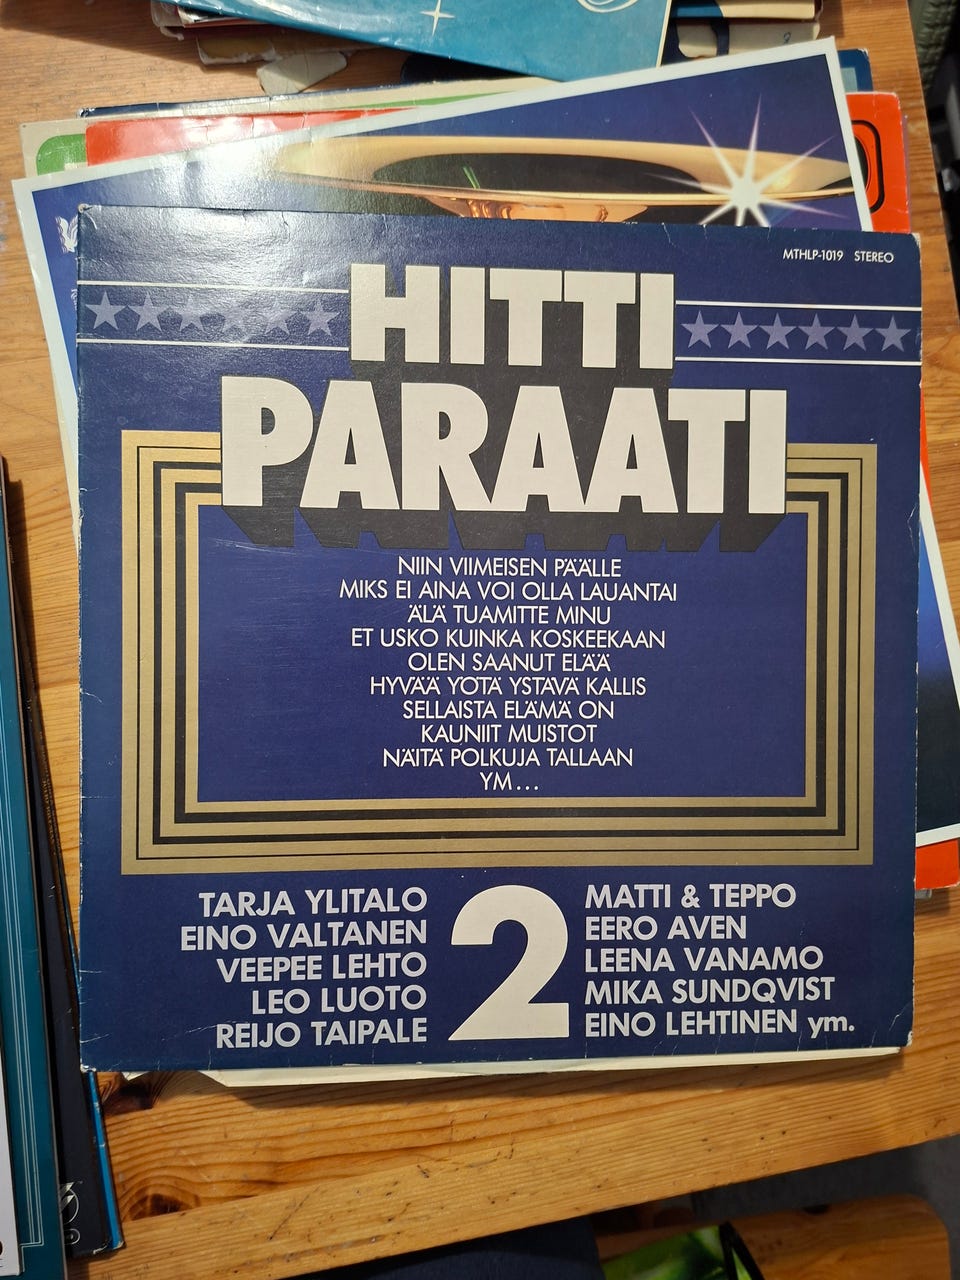 MTHLP-1019 STEREO
HITTI
PARAATI
NIIN VIIMEISEN PÄÄLLE
MIKS EI AINA VOI OLLA LAUANTAI
ÄLÄ TUAMITTE MINU
ET USKO KUINKA KOSKEEKAAN
OLEN SAANUT ELÄÄ
HYVÄÄ YÖTÄ YSTÄVÄ KALLIS
SELLAISTA ELÄMÄ ON
KAUNIIT MUISTOT
NÄITÄ POLKUJA TALLAAN
YM...
TARJA YLITALO
EINO VALTANEN
VEEPEE LEHTO
LEO LUOTO
REIJO TAIPALE
2
MATTI & TEPPO
EERO AVEN
LEENA VANAMO
MIKA SUNDQVIST
EINO LEHTINEN ym.